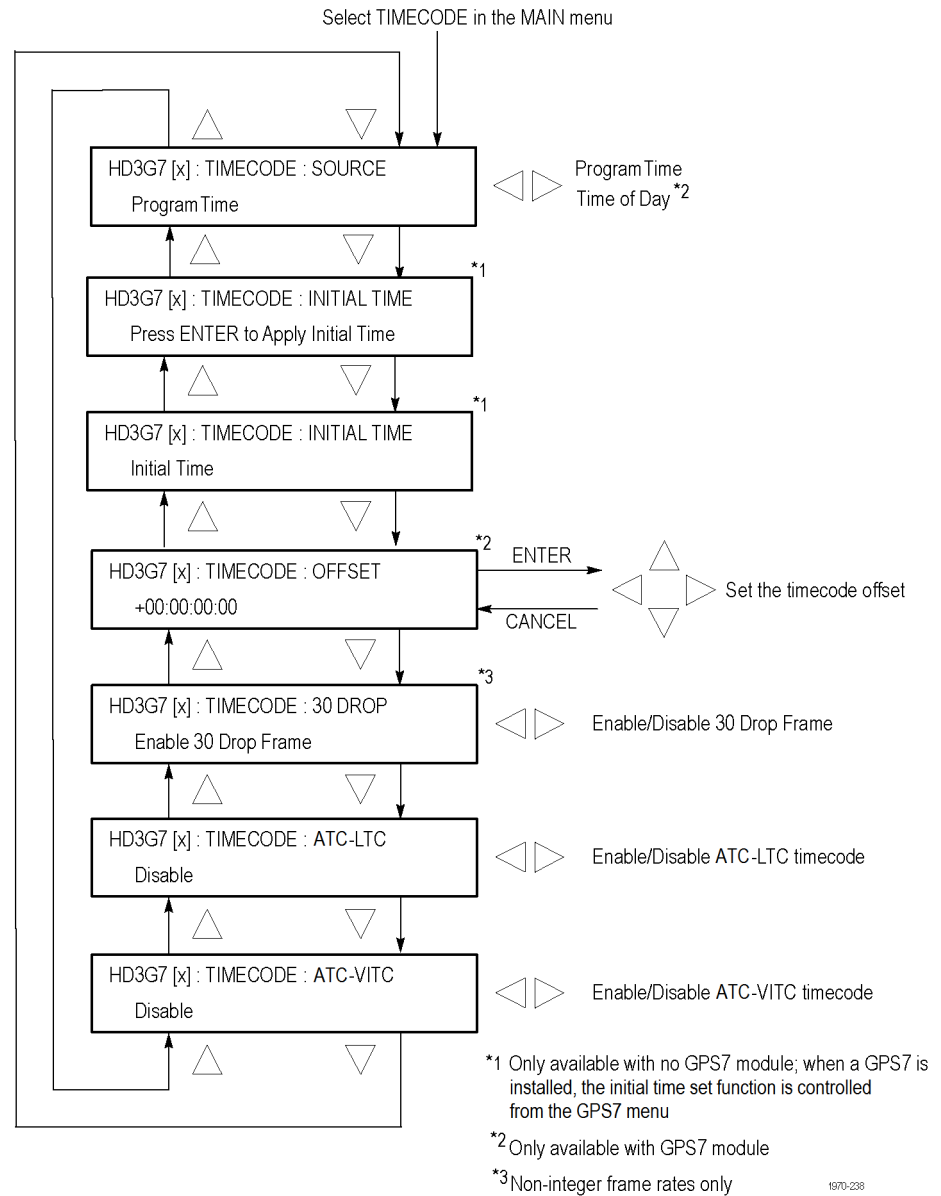 Select TIMECODE in the MAIN menu
HD3G7 [x] : TIMECODE : SOURCE
Program Time
Program Time
Time of Day *2
*1
HD3G7 [x] : TIMECODE : INITIAL TIME
Press ENTER to Apply Initial Time
*1
HD3G7 [x] : TIMECODE : INITIAL TIME
Initial Time
*2
HD3G7 [x] : TIMECODE : OFFSET
+00:00:00:00
ENTER
CANCEL
Set the timecode offset
*3
HD3G7 [x] : TIMECODE : 30 DROP
Enable 30 Drop Frame
Enable/Disable 30 Drop Frame
HD3G7 [x] : TIMECODE : ATC-LTC
Disable
Enable/Disable ATC-LTC timecode
HD3G7 [x] : TIMECODE : ATC-VITC
Disable
Enable/Disable ATC-VITC timecode
*1 Only available with no GPS7 module; when a GPS7 is
installed, the initial time set function is controlled
from the GPS7 menu
*2 Only available with GPS7 module
*3 Non-integer frame rates only
1970-238